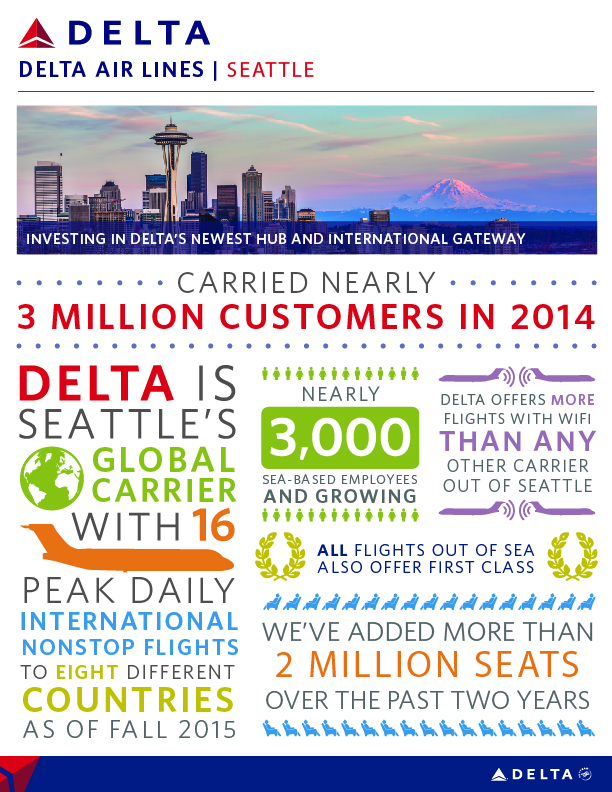 DELTA
DELTA AIR LINES | SEATTLE
INVESTING IN DELTA'S NEWEST HUB AND INTERNATIONAL GATEWAY
CARRIED NEARLY
3 MILLION CUSTOMERS IN 2014
DELTA IS
SEATTLE'S
GLOBAL
CARRIER
WITH 16
PEAK DAILY
INTERNATIONAL
NONSTOP FLIGHTS
TO EIGHT DIFFERENT
COUNTRIES
AS OF FALL 2015
NEARLY
3,000
SEA-BASED EMPLOYEES
AND GROWING
DELTA OFFERS MORE
FLIGHTS WITH WIFI
THAN ANY
OTHER CARRIER
OUT OF SEATTLE
ALL FLIGHTS OUT OF SEA
ALSO OFFER FIRST CLASS
WE'VE ADDED MORE THAN
2 MILLION SEATS
OVER THE PAST TWO YEARS
DELTA